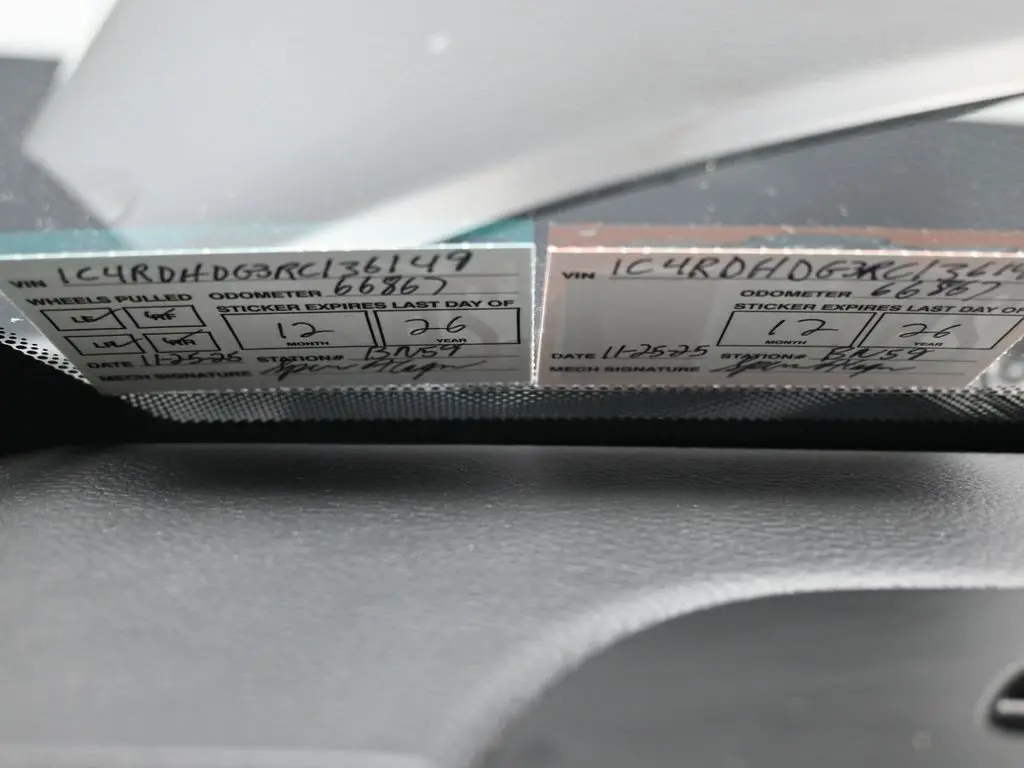 VIN 1C4RDHDG3RC136149
WHEELS PULLED ODOMETER 66867
STICKER EXPIRES LAST DAY OF
LF RF
12 26
LR RR
MONTH YEAR
DATE 11-25-25 STATION# BN59
MECH SIGNATURE
VIN 1C4RDHDG3RC13614
ODOMETER 66867
STICKER EXPIRES LAST DAY OF
12 26
MONTH YEAR
DATE 11-25-25 STATION# BN59
MECH SIGNATURE